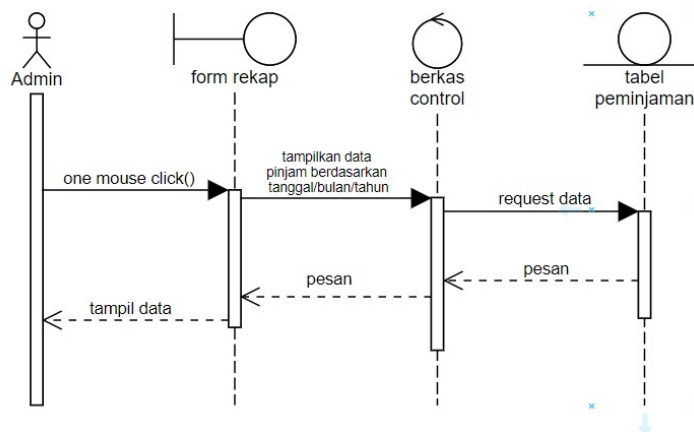 Admin
form rekap
berkas
control
tabel
peminjaman
one mouse click()
tampilkan data
pinjam berdasarkan
tanggal/bulan/tahun
request data
pesan
pesan
tampil data